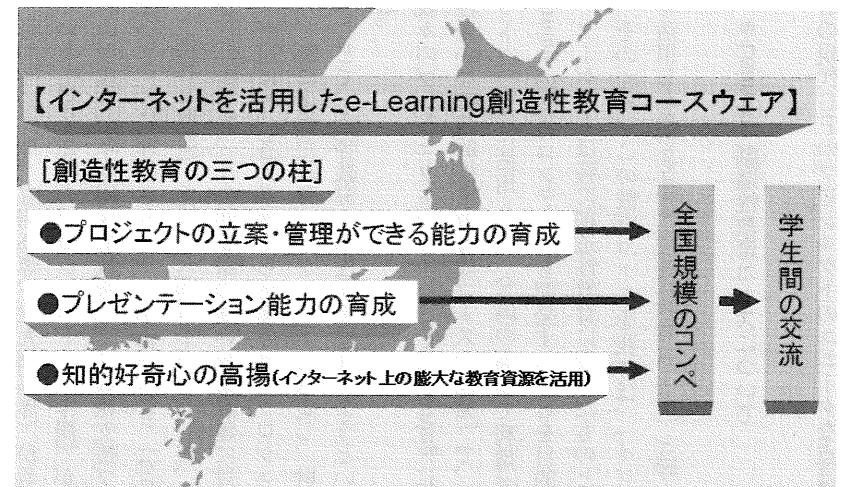 【インターネットを活用したe-Learning創造性教育コースウェア】
[創造性教育の三つの柱]
●プロジェクトの立案・管理ができる能力の育成
●プレゼンテーション能力の育成
●知的好奇心の高揚(インターネット上の膨大な教育資源を活用)
全国規模のコンペ
学生間の交流